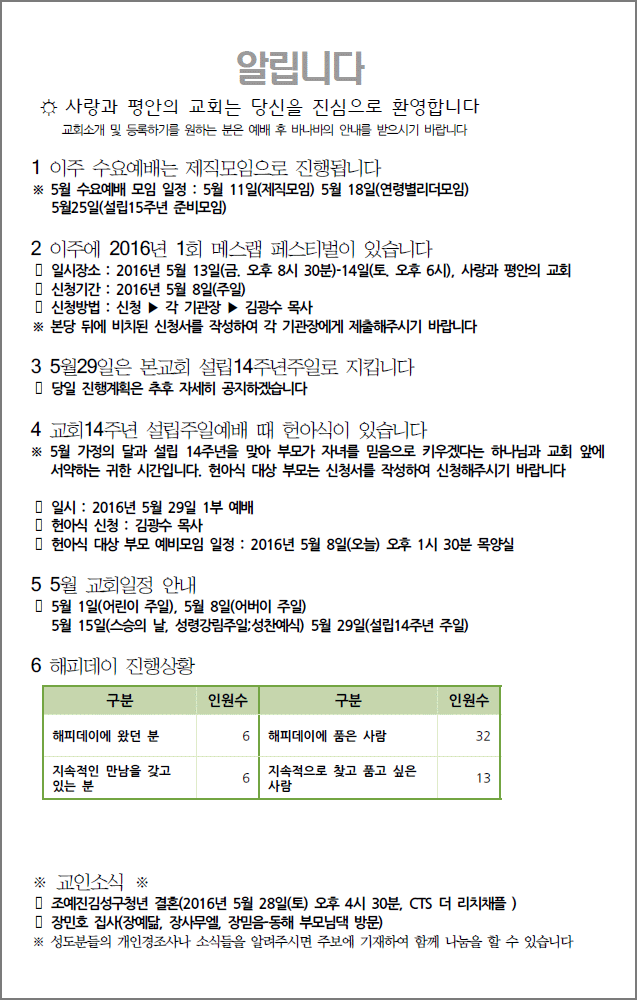 알립니다
☼ 사랑과 평안의 교회는 당신을 진심으로 환영합니다
교회소개 및 등록하기를 원하는 분은 예배 후 바나바의 안내를 받으시기 바랍니다
1 이주 수요예배는 제직모임으로 진행됩니다
※ 5월 수요예배 모임 일정 : 5월 11일(제직모임) 5월 18일(연령별리더모임)
5월25일(설립15주년 준비모임)
2 이주에 2016년 1회 메스랩 페스티벌이 있습니다
▯ 일시장소 : 2016년 5월 13일(금. 오후 8시 30분)-14일(토. 오후 6시), 사랑과 평안의 교회
▯ 신청기간 : 2016년 5월 8일(주일)
▯ 신청방법 : 신청 ▶ 각 기관장 ▶ 김광수 목사
※ 본당 뒤에 비치된 신청서를 작성하여 각 기관장에게 제출해주시기 바랍니다
3 5월29일은 본교회 설립14주년주일로 지킵니다
▯ 당일 진행계획은 추후 자세히 공지하겠습니다
4 교회14주년 설립주일예배 때 헌아식이 있습니다
※ 5월 가정의 달과 설립 14주년을 맞아 부모가 자녀를 믿음으로 키우겠다는 하나님과 교회 앞에
서약하는 귀한 시간입니다. 헌아식 대상 부모는 신청서를 작성하여 신청해주시기 바랍니다
▯ 일시 : 2016년 5월 29일 1부 예배
▯ 헌아식 신청 : 김광수 목사
▯ 헌아식 대상 부모 예비모임 일정 : 2016년 5월 8일(오늘) 오후 1시 30분 목양실
5 5월 교회일정 안내
▯ 5월 1일(어린이 주일), 5월 8일(어버이 주일)
5월 15일(스승의 날, 성령강림주일;성찬예식) 5월 29일(설립14주년 주일)
6 해피데이 진행상황
구분 인원수 구분 인원수
해피데이에 왔던 분 6 해피데이에 품은 사람 32
지속적인 만남을 갖고 있는 분 6 지속적으로 찾고 품고 싶은 사람 13
※ 교인소식 ※
▯ 조예진김성구청년 결혼(2016년 5월 28일(토) 오후 4시 30분, CTS 더 리치채플 )
▯ 장민호 집사(장예닮, 장사무엘, 장믿음-동해 부모님댁 방문)
※ 성도분들의 개인경조사나 소식들을 알려주시면 주보에 기재하여 함께 나눔을 할 수 있습니다